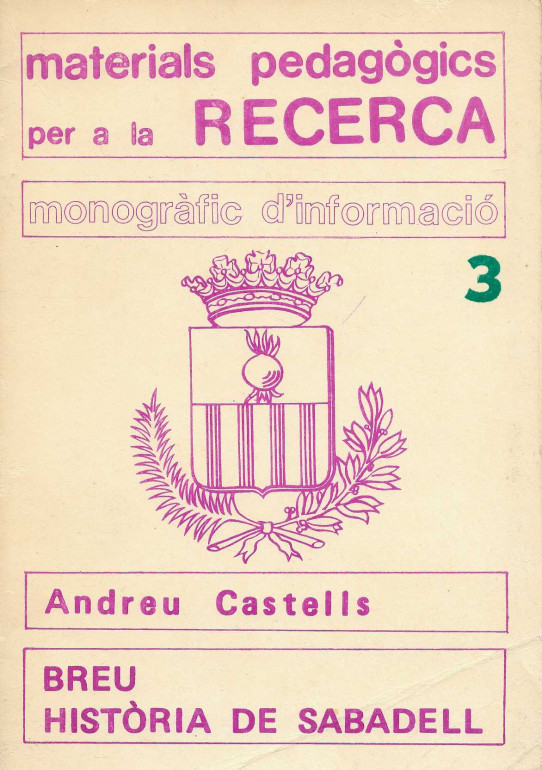 materials pedagògics
per a la RECERCA
monogràfic d'informació
3
Andreu Castells
BREU
HISTÒRIA DE SABADELL